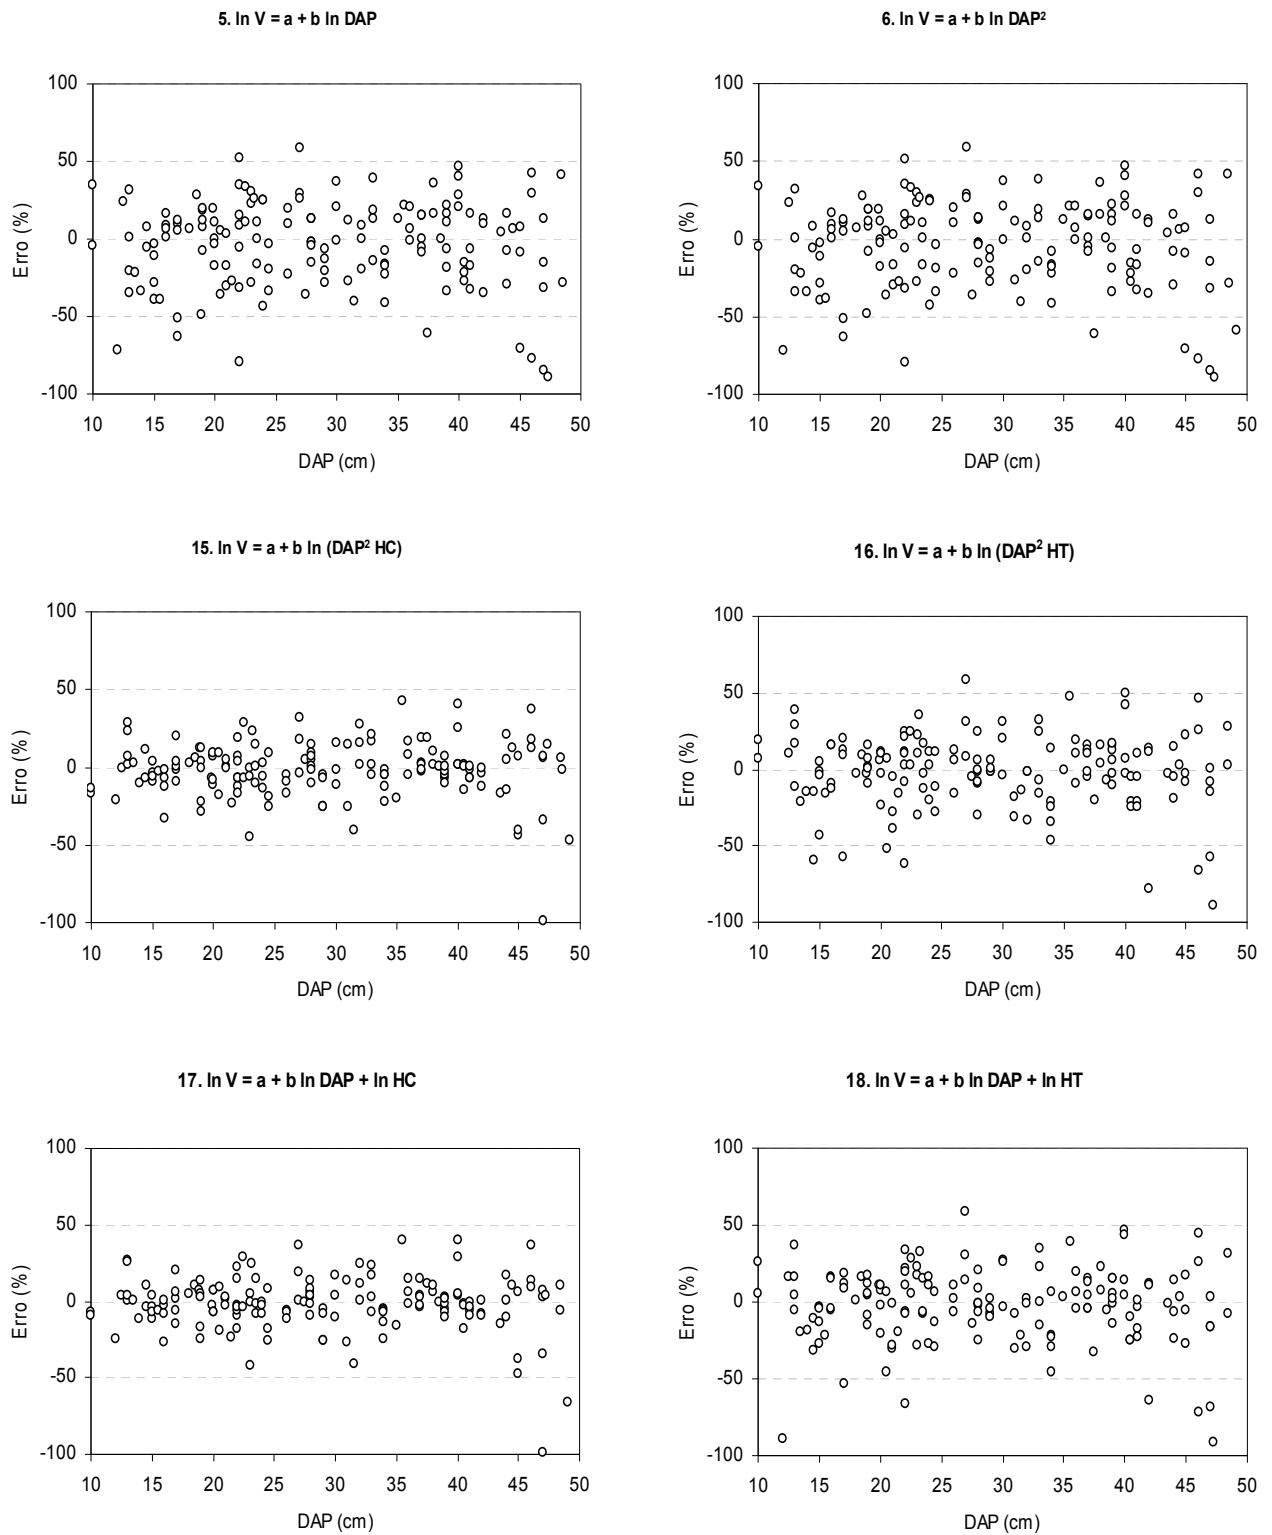 5. ln V = a + b ln DAP
100
50
0
-50
-100
Erro (%)
10 15 20 25 30 35 40 45 50
DAP (cm)
6. ln V = a + b ln DAP²
100
50
0
-50
-100
Erro (%)
10 15 20 25 30 35 40 45 50
DAP (cm)
15. ln V = a + b ln (DAP² HC)
100
50
0
-50
-100
Erro (%)
10 15 20 25 30 35 40 45 50
DAP (cm)
16. ln V = a + b ln (DAP² HT)
100
50
0
-50
-100
Erro (%)
10 15 20 25 30 35 40 45 50
DAP (cm)
17. ln V = a + b ln DAP + ln HC
100
50
0
-50
-100
Erro (%)
10 15 20 25 30 35 40 45 50
DAP (cm)
18. ln V = a + b ln DAP + ln HT
100
50
0
-50
-100
Erro (%)
10 15 20 25 30 35 40 45 50
DAP (cm)